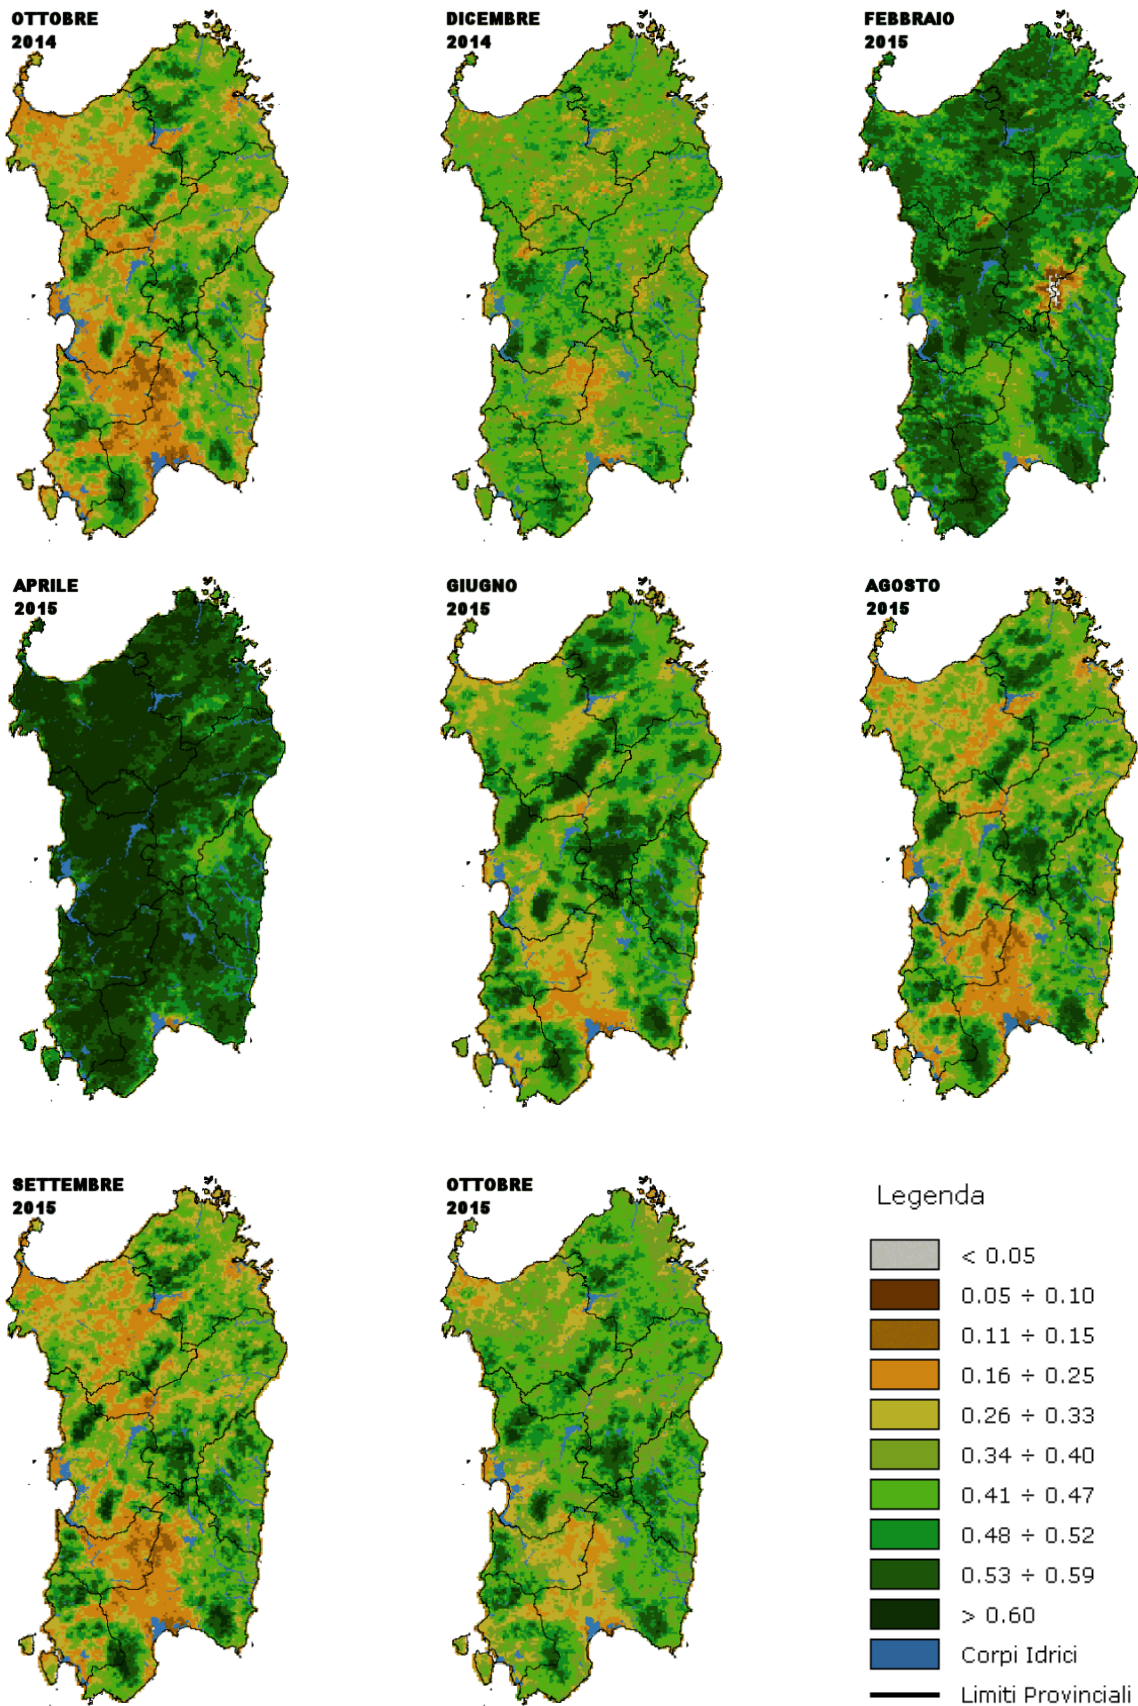 OTTOBRE
2014
DICEMBRE
2014
FEBBRAIO
2015
APRILE
2015
GIUGNO
2015
AGOSTO
2015
SETTEMBRE
2015
OTTOBRE
2015
Legenda
< 0.05
0.05 ÷ 0.10
0.11 ÷ 0.15
0.16 ÷ 0.25
0.26 ÷ 0.33
0.34 ÷ 0.40
0.41 ÷ 0.47
0.48 ÷ 0.52
0.53 ÷ 0.59
> 0.60
Corpi Idrici
Limiti Provinciali